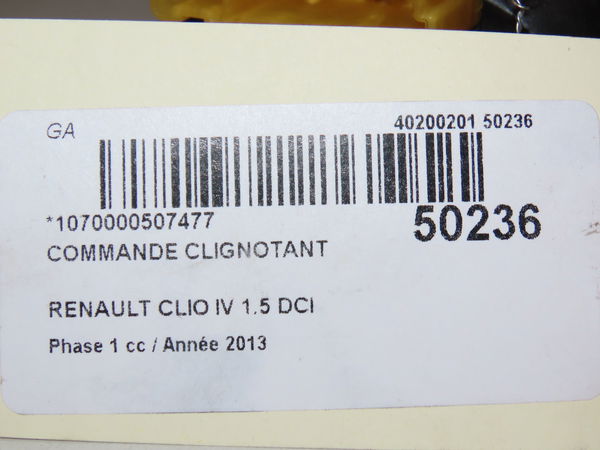 GA
40200201 50236
*1070000507477
50236
COMMANDE CLIGNOTANT
RENAULT CLIO IV 1.5 DCI
Phase 1 cc / Année 2013